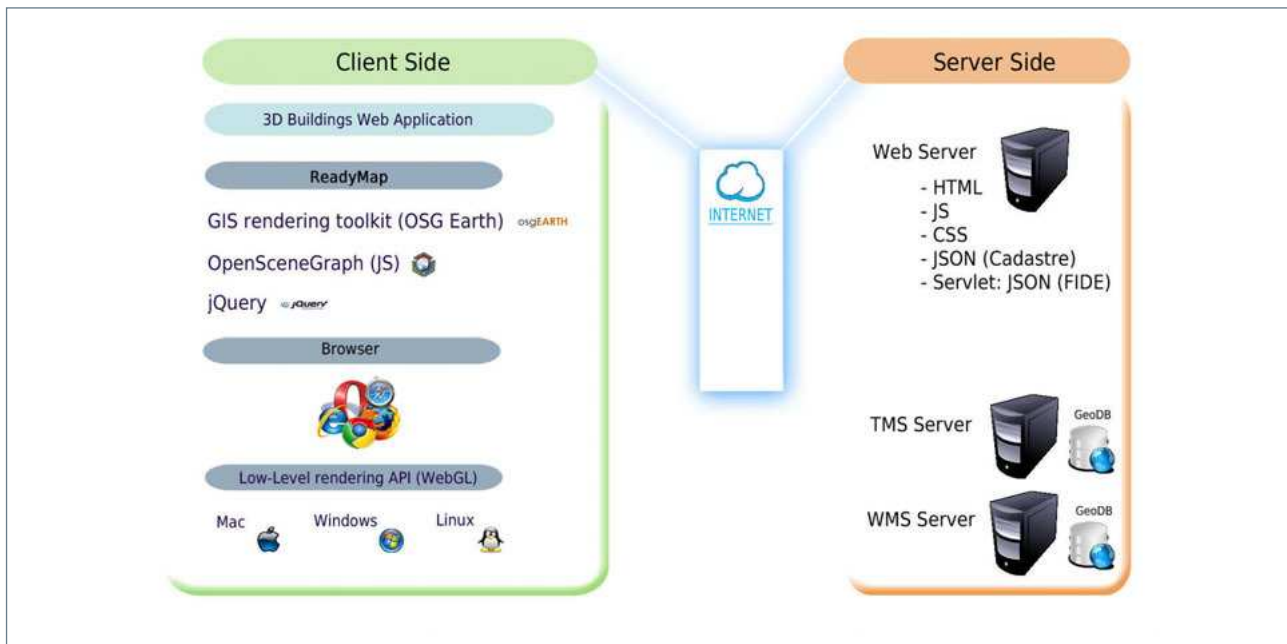 Client Side
3D Buildings Web Application
ReadyMap
GIS rendering toolkit (OSG Earth) osgEARTH
OpenSceneGraph (JS)
jQuery jQuery
Browser
Low-Level rendering API (WebGL)
Mac Windows Linux
INTERNET
Server Side
Web Server
- HTML
- JS
- CSS
- JSON (Cadastre)
- Servlet: JSON (FIDE)
TMS Server GeoDB
WMS Server GeoDB